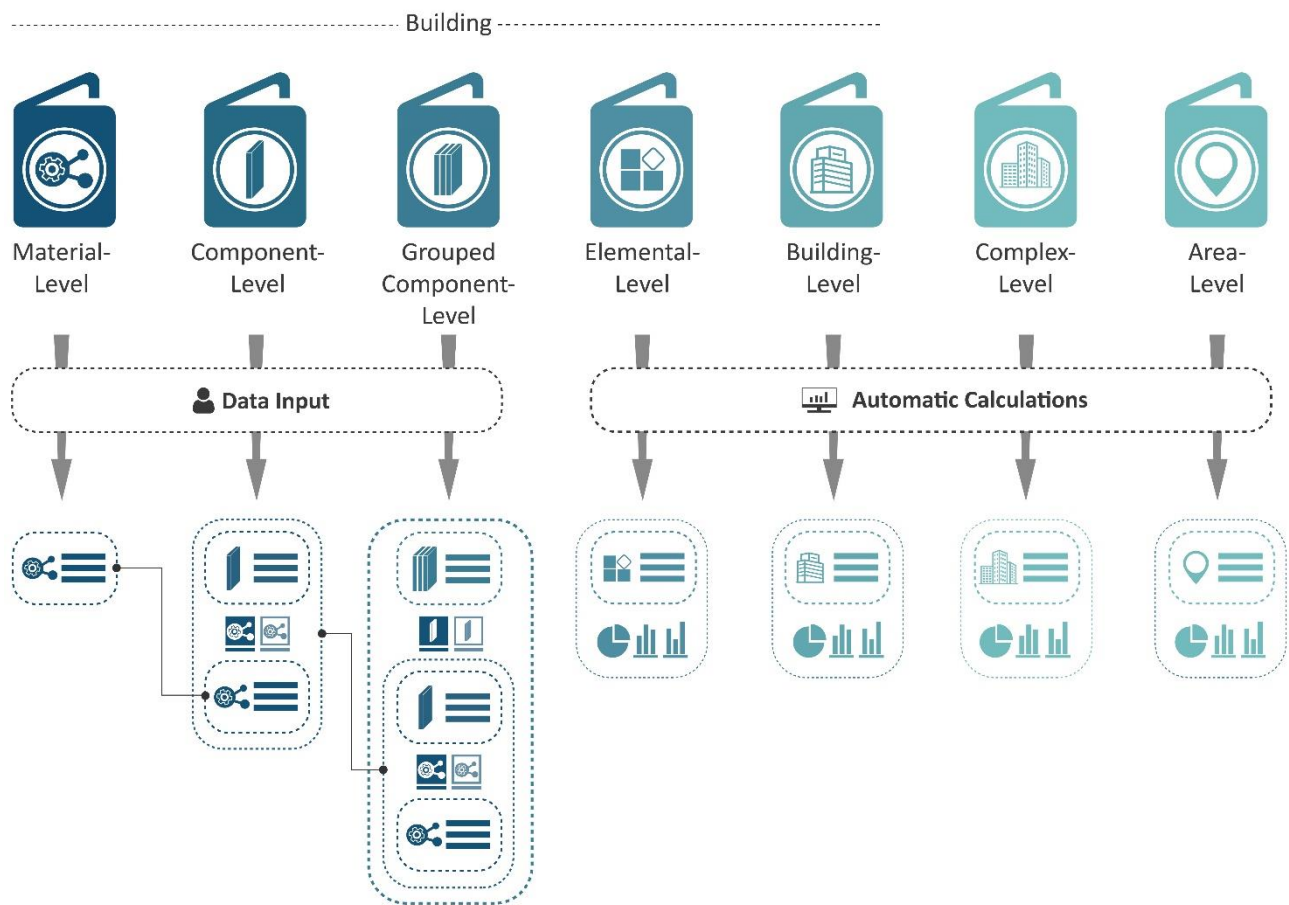 Building
Material-
Level
Component-
Level
Grouped
Component-
Level
Elemental-
Level
Building-
Level
Complex-
Level
Area-
Level
Data Input
Automatic Calculations